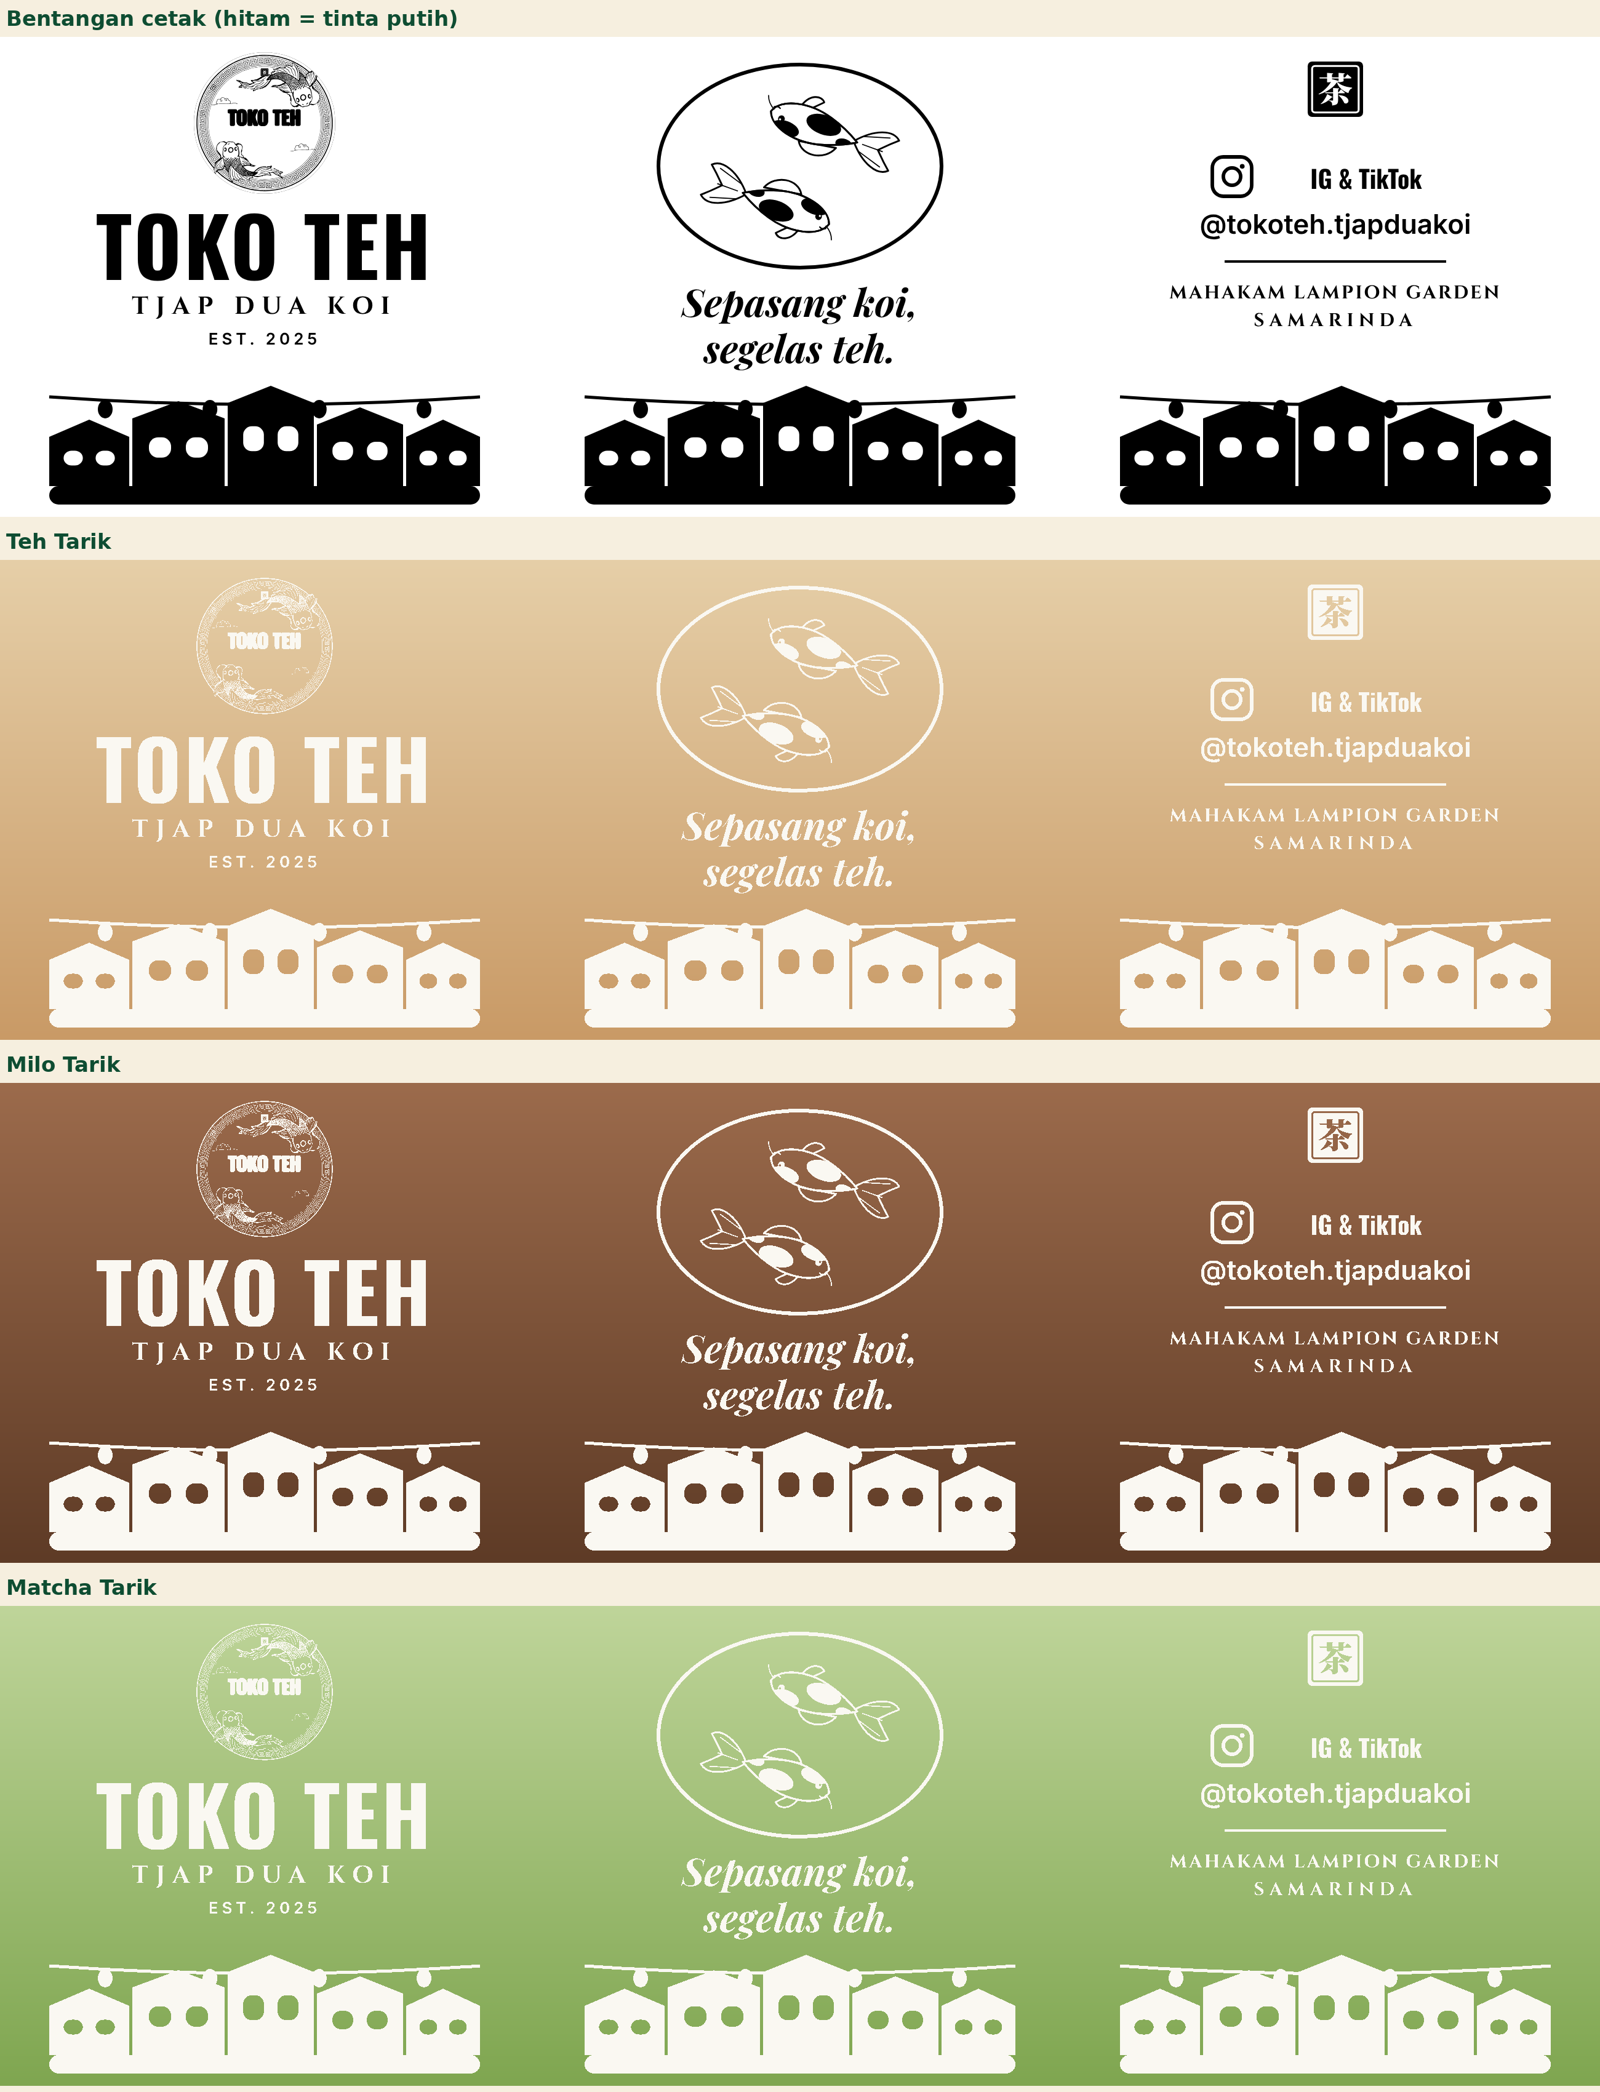 Bentangan cetak (hitam = tinta putih)
TOKO TEH
TOKO TEH
TJAP DUA KOI
EST. 2025
Sepasang koi,
segelas teh.
茶
IG & TikTok
@tokoteh.tjapduakoi
MAHAKAM LAMPION GARDEN
SAMARINDA
Teh Tarik
TOKO TEH
TOKO TEH
TJAP DUA KOI
EST. 2025
Sepasang koi,
segelas teh.
茶
IG & TikTok
@tokoteh.tjapduakoi
MAHAKAM LAMPION GARDEN
SAMARINDA
Milo Tarik
TOKO TEH
TOKO TEH
TJAP DUA KOI
EST. 2025
Sepasang koi,
segelas teh.
茶
IG & TikTok
@tokoteh.tjapduakoi
MAHAKAM LAMPION GARDEN
SAMARINDA
Matcha Tarik
TOKO TEH
TOKO TEH
TJAP DUA KOI
EST. 2025
Sepasang koi,
segelas teh.
茶
IG & TikTok
@tokoteh.tjapduakoi
MAHAKAM LAMPION GARDEN
SAMARINDA